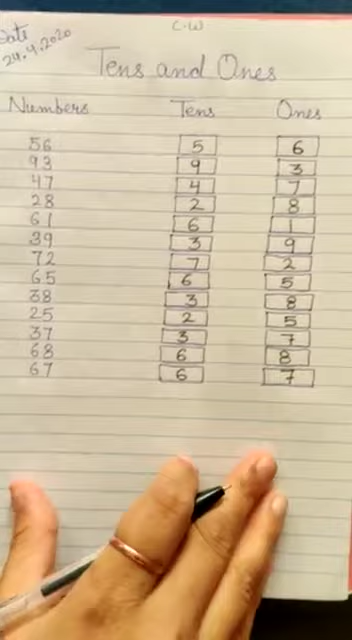 C.W
Date
24.4.2020
Tens and Ones
Numbers Tens Ones
56 5 6
93 9 3
47 4 7
28 2 8
61 6 1
39 3 9
72 7 2
65 6 5
38 3 8
25 2 5
37 3 7
68 6 8
67 6 7